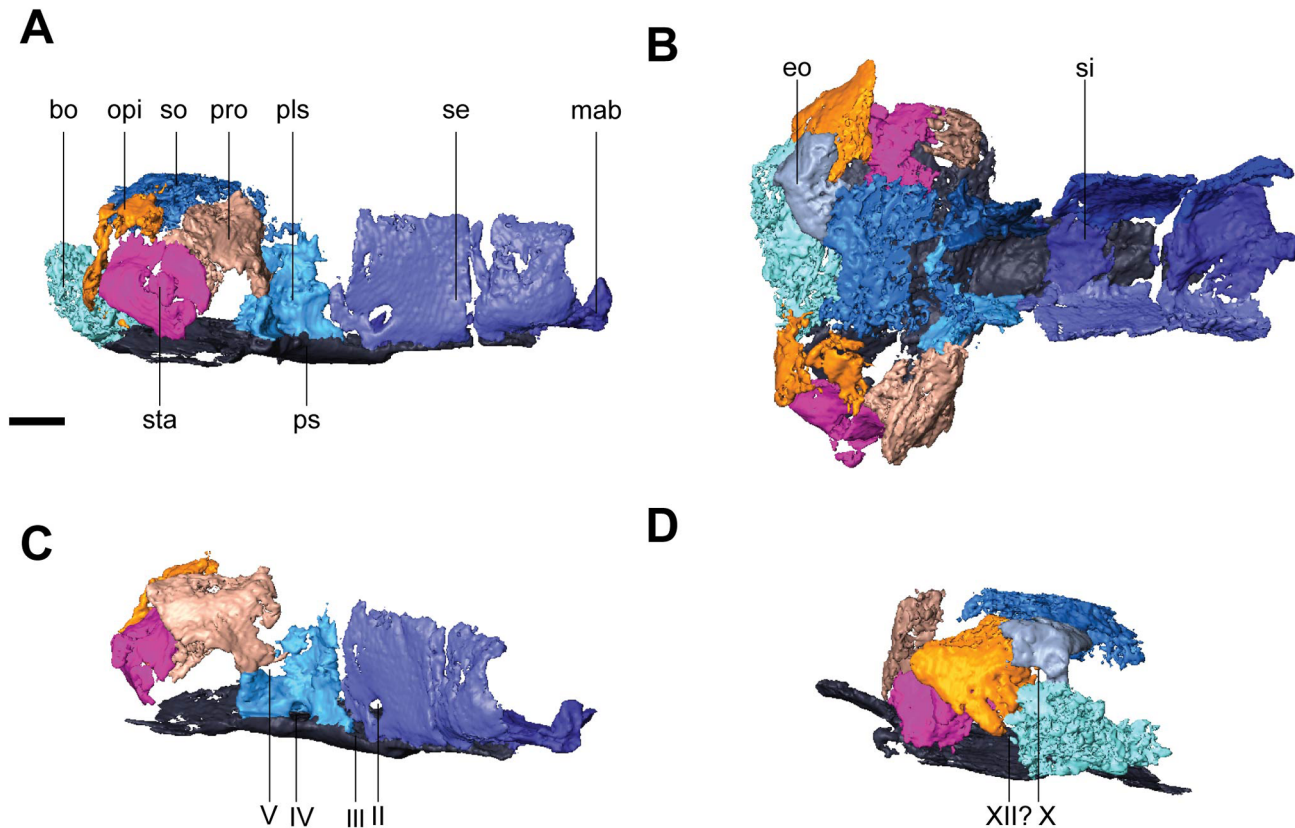 A
B
bo opi so pro pls se mab
eo si
sta ps
C
D
V IV III II
XII? X